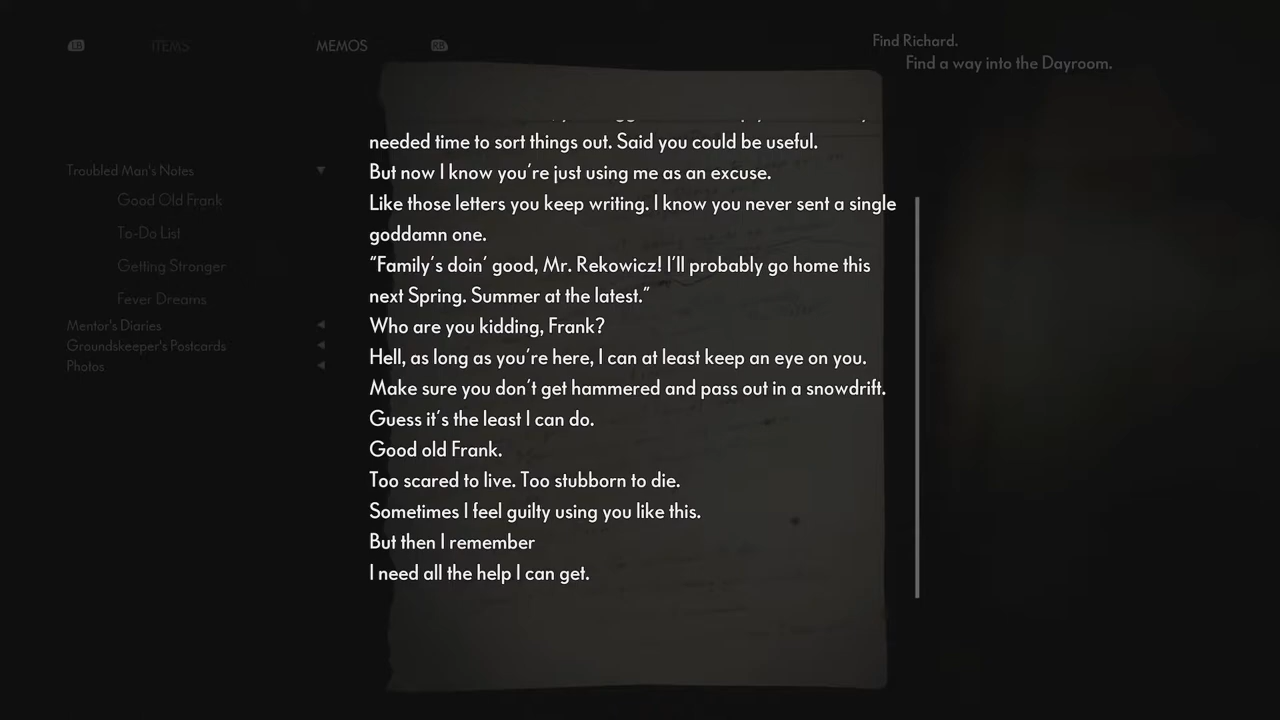 LB ITEMS MEMOS RB
Find Richard.
Find a way into the Dayroom.
Troubled Man's Notes
Good Old Frank
To-Do List
Getting Stronger
Fever Dreams
Mentor's Diaries
Groundskeeper's Postcards
Photos
needed time to sort things out. Said you could be useful.
But now I know you're just using me as an excuse.
Like those letters you keep writing. I know you never sent a single
goddamn one.
"Family's doin' good, Mr. Rekowicz! I'll probably go home this
next Spring. Summer at the latest."
Who are you kidding, Frank?
Hell, as long as you're here, I can at least keep an eye on you.
Make sure you don't get hammered and pass out in a snowdrift.
Guess it's the least I can do.
Good old Frank.
Too scared to live. Too stubborn to die.
Sometimes I feel guilty using you like this.
But then I remember
I need all the help I can get.